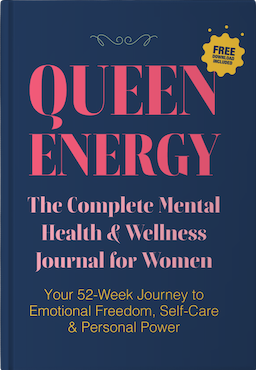 FREE
DOWNLOAD
INCLUDED
QUEEN
ENERGY
The Complete Mental
Health & Wellness
Journal for Women
Your 52-Week Journey to
Emotional Freedom, Self-Care
& Personal Power